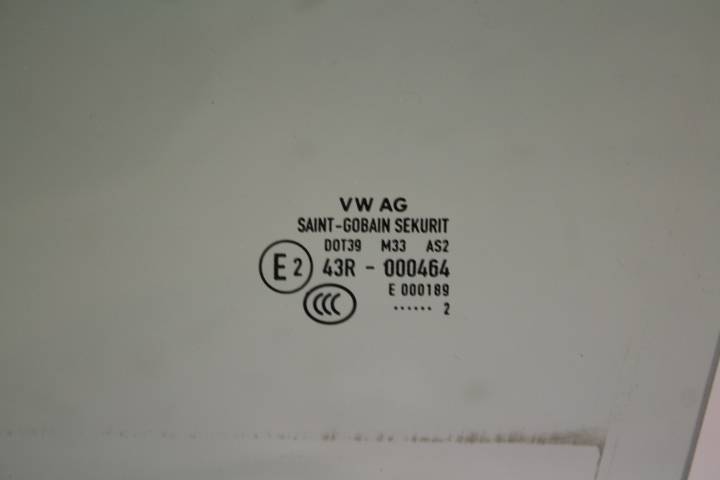 VW AG
SAINT-GOBAIN SEKURIT
DOT39 M33 AS2
E2 43R - 000464
E 000189
CCC ...... 2